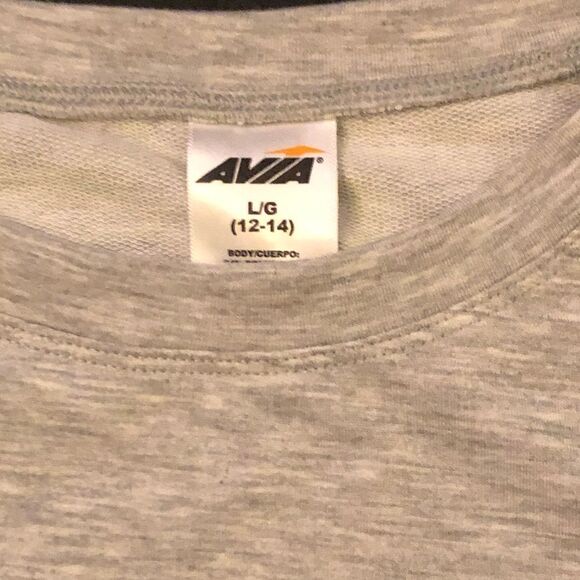 AVIA®
L/G
(12-14)
BODY/CUERPO: